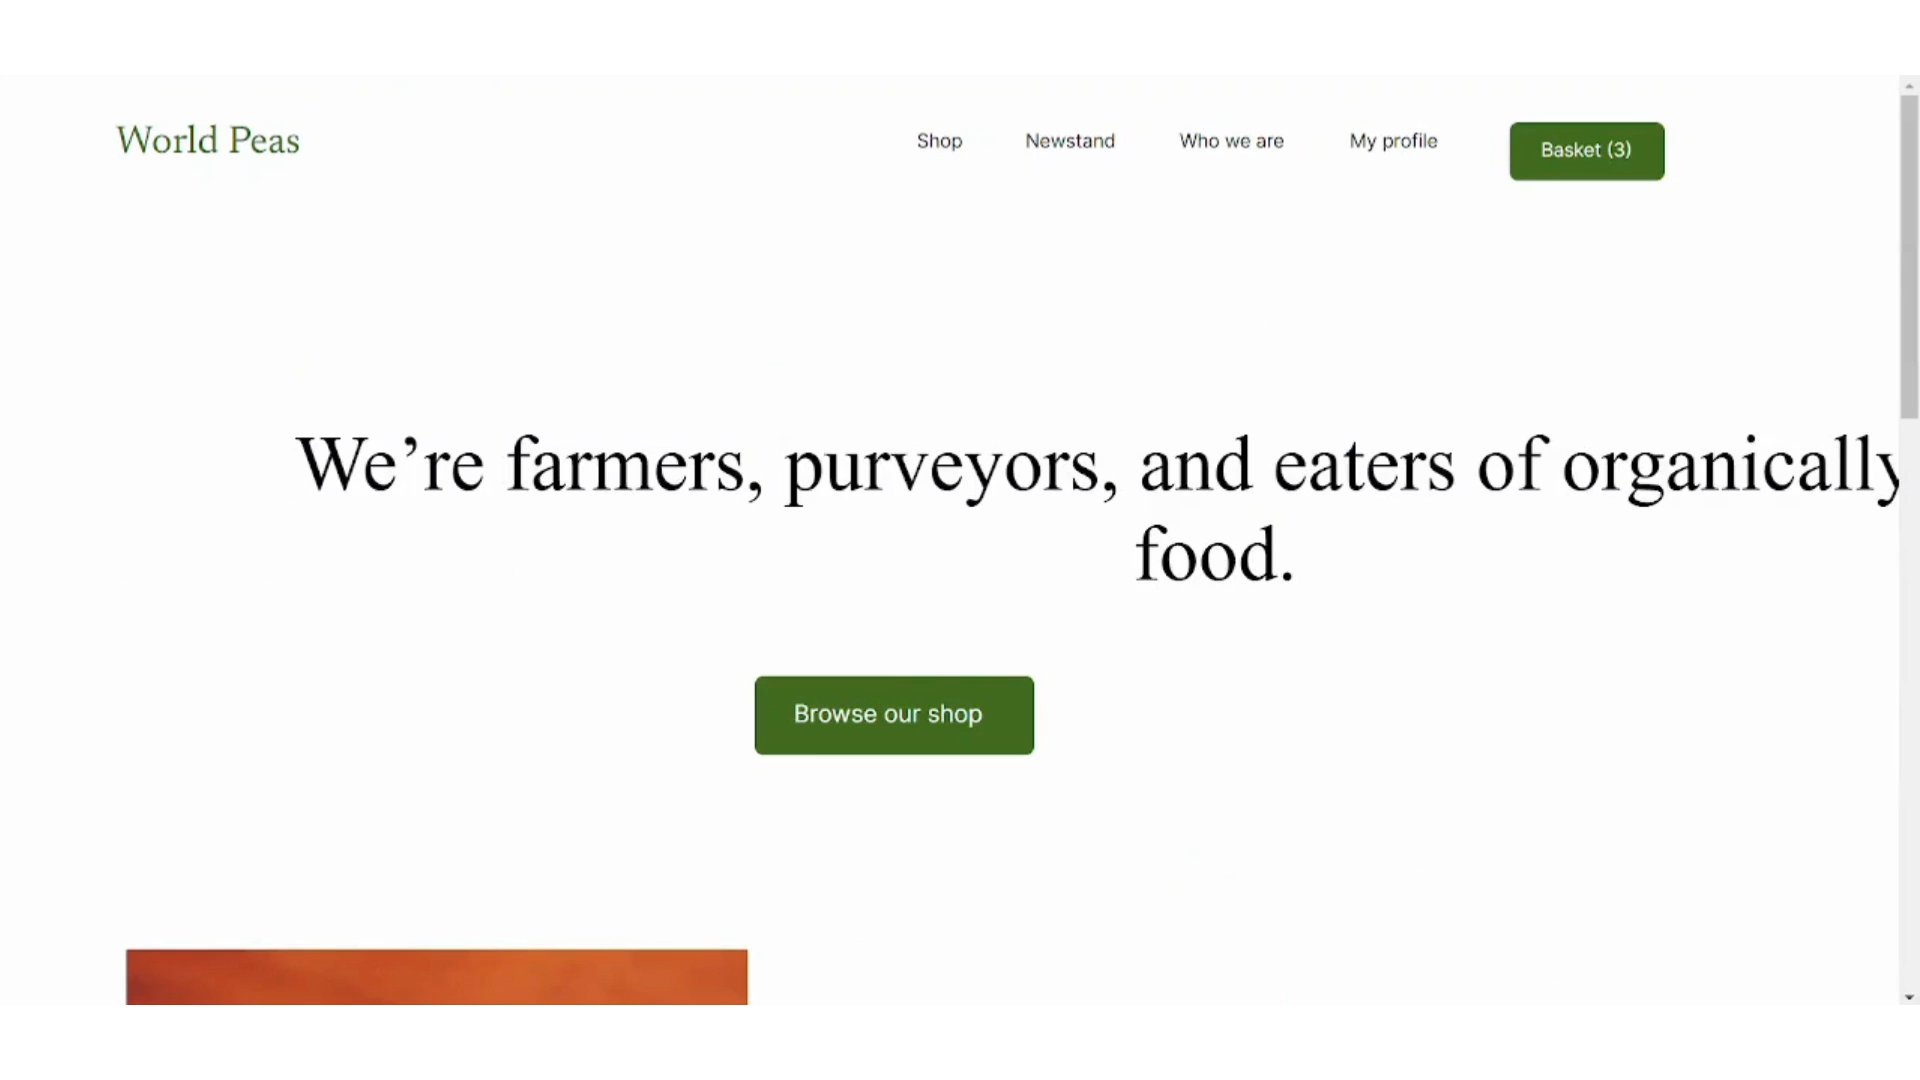 World Peas
Shop
Newstand
Who we are
My profile
Basket (3)
We’re farmers, purveyors, and eaters of organically
food.
Browse our shop